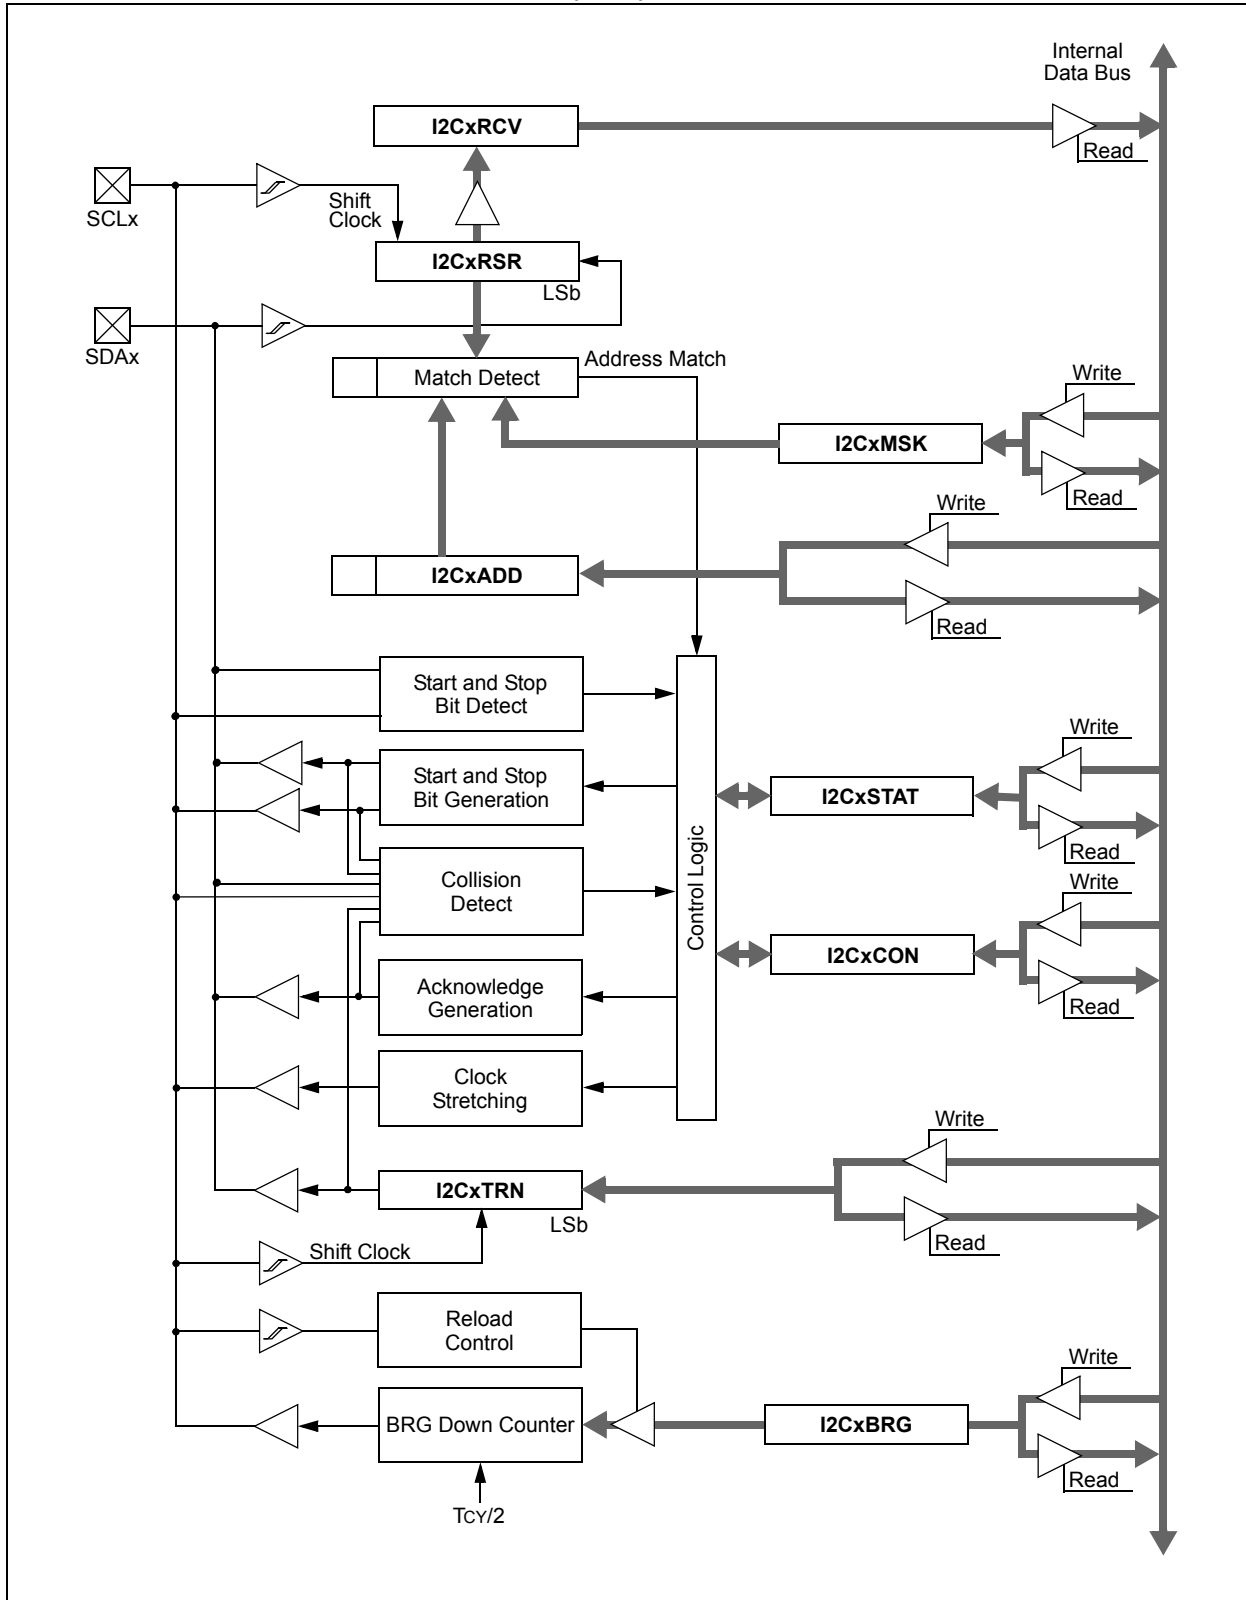 Internal
Data Bus
I2CxRCV
Read
SCLx
Shift
Clock
I2CxRSR
LSb
SDAx
Match Detect
Address Match
Write
I2CxMSK
Read
Write
I2CxADD
Read
Start and Stop
Bit Detect
Write
Start and Stop
Bit Generation
I2CxSTAT
Control Logic
Read
Collision
Detect
Write
I2CxCON
Acknowledge
Generation
Read
Clock
Stretching
Write
I2CxTRN
LSb
Shift Clock
Read
Reload
Control
Write
BRG Down Counter
I2CxBRG
Read
TCY/2